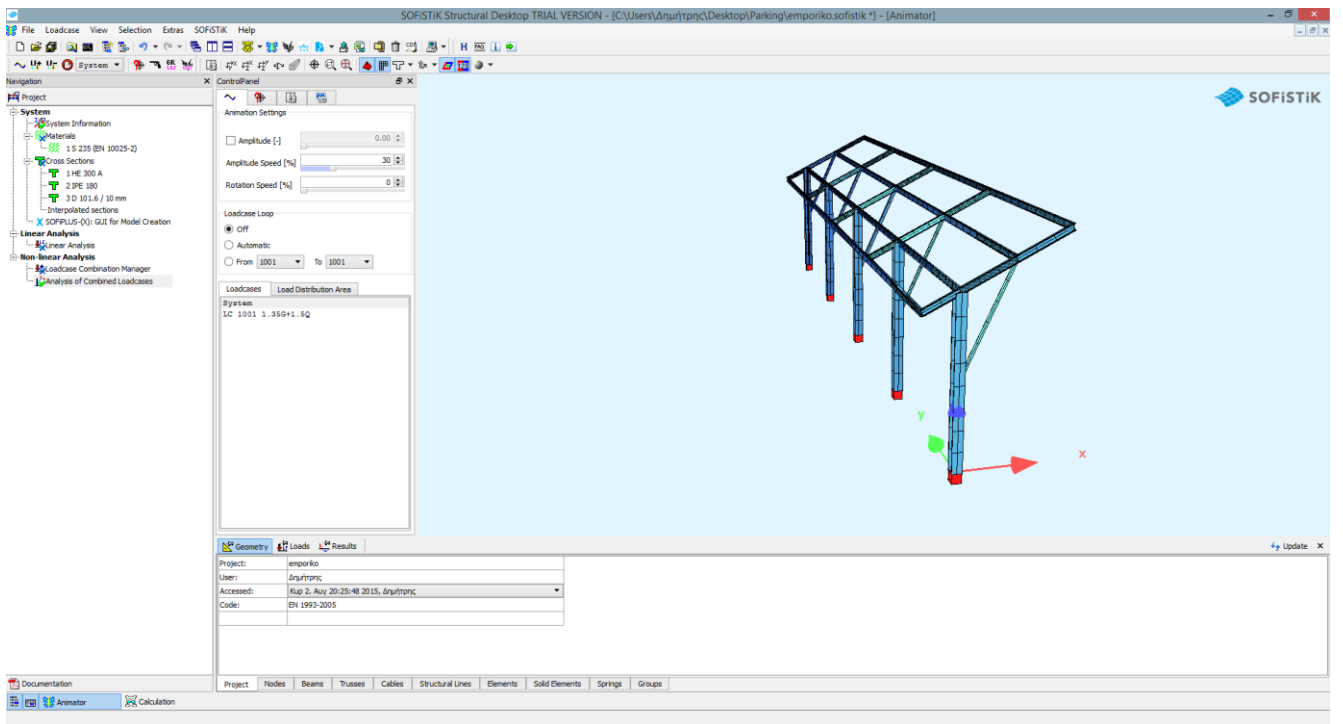 SOFiSTiK Structural Desktop TRIAL VERSION - [C:\Users\Δημήτρης\Desktop\Parking\emporiko.sofistik *] - [Animator]
File Loadcase View Selection Extras SOFiSTiK Help
System
Navigation
ControlPanel
Project
System
System Information
Materials
1 S 235 (EN 10025-2)
Cross Sections
1 HE 300 A
2 IPE 180
3 D 101.6 / 10 mm
Interpolated sections
SOFiPLUS-(X): GUI for Model Creation
Linear Analysis
Linear Analysis
Non-linear Analysis
Loadcase Combination Manager
Analysis of Combined Loadcases
Animation Settings
Amplitude [-] 0.00
Amplitude Speed [%] 30
Rotation Speed [%] 0
Loadcase Loop
Off
Automatic
From 1001 To 1001
Loadcases Load Distribution Area
System
LC 1001 1.35G+1.5Q
SOFiSTiK
y
x
Geometry Loads Results
Update
Project: emporiko
User: Δημήτρης
Accessed: Κυρ 2. Αυγ 20:25:48 2015, Δημήτρης
Code: EN 1993-2005
Project Nodes Beams Trusses Cables Structural Lines Elements Solid Elements Springs Groups
Documentation
Animator Calculation